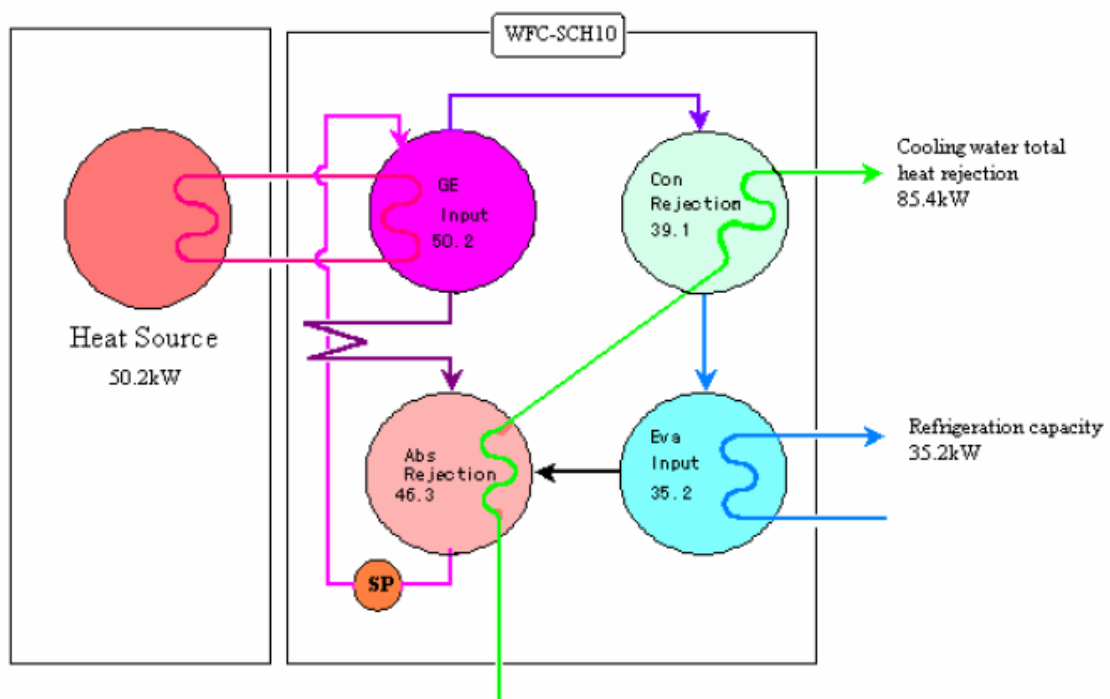 WFC-SCH10
Cooling water total
heat rejection
85.4kW
GE
Input
50.2
Con
Rejection
39.1
Heat Source
50.2kW
Abs
Rejection
46.3
Eva
Input
35.2
Refrigeration capacity
35.2kW
SP